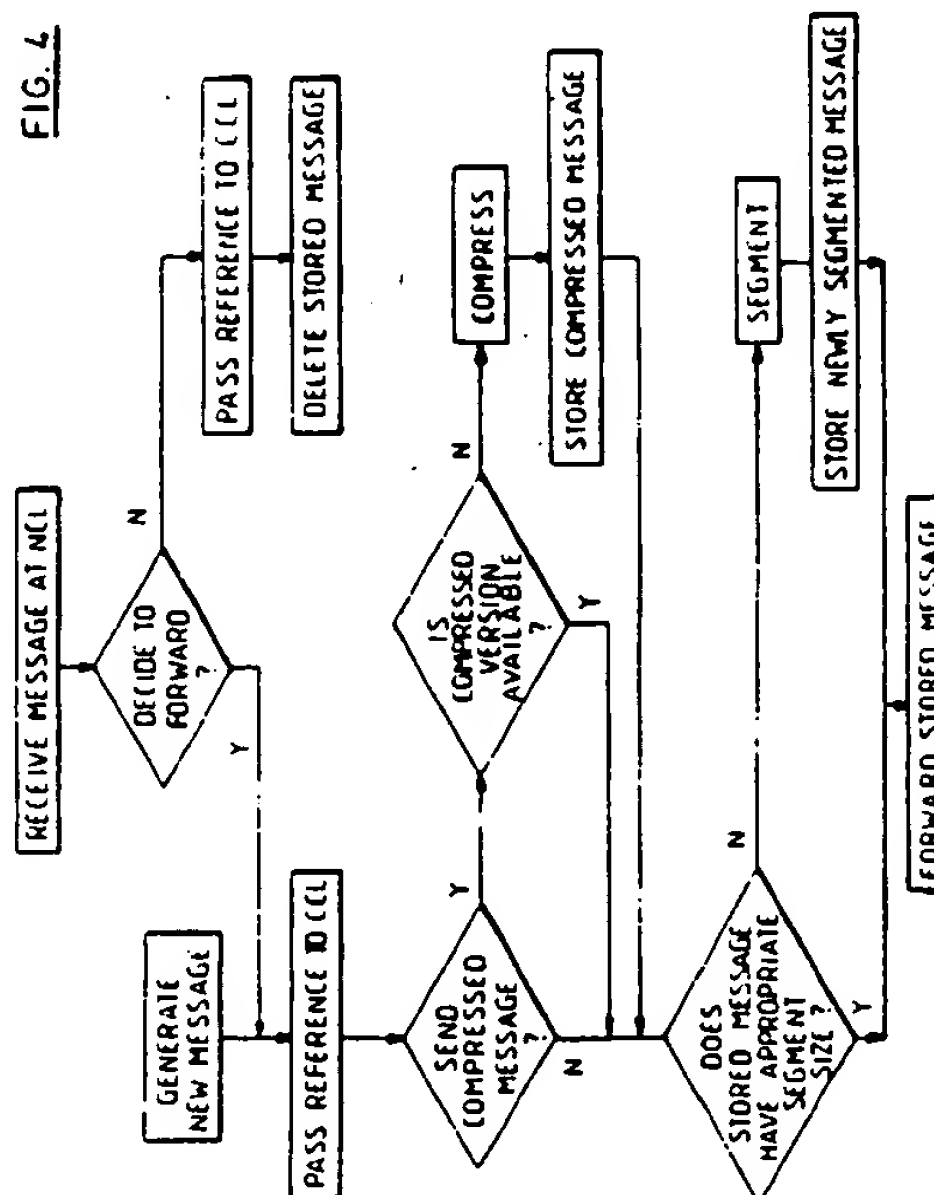 FIG. 4
RECEIVE MESSAGE AT NCL
DECIDE TO
FORWARD
?
N
Y
PASS REFERENCE TO CCL
DELETE STORED MESSAGE
GENERATE
NEW MESSAGE
PASS REFERENCE TO CCL
SEND
COMPRESSED
MESSAGE
?
Y
N
IS
COMPRESSED
VERSION
AVAILABLE
?
N
Y
COMPRESS
STORE COMPRESSED MESSAGE
DOES
STORED MESSAGE
HAVE APPROPRIATE
SEGMENT
SIZE ?
N
Y
SEGMENT
STORE NEWLY SEGMENTED MESSAGE
FORWARD STORED MESSAGE